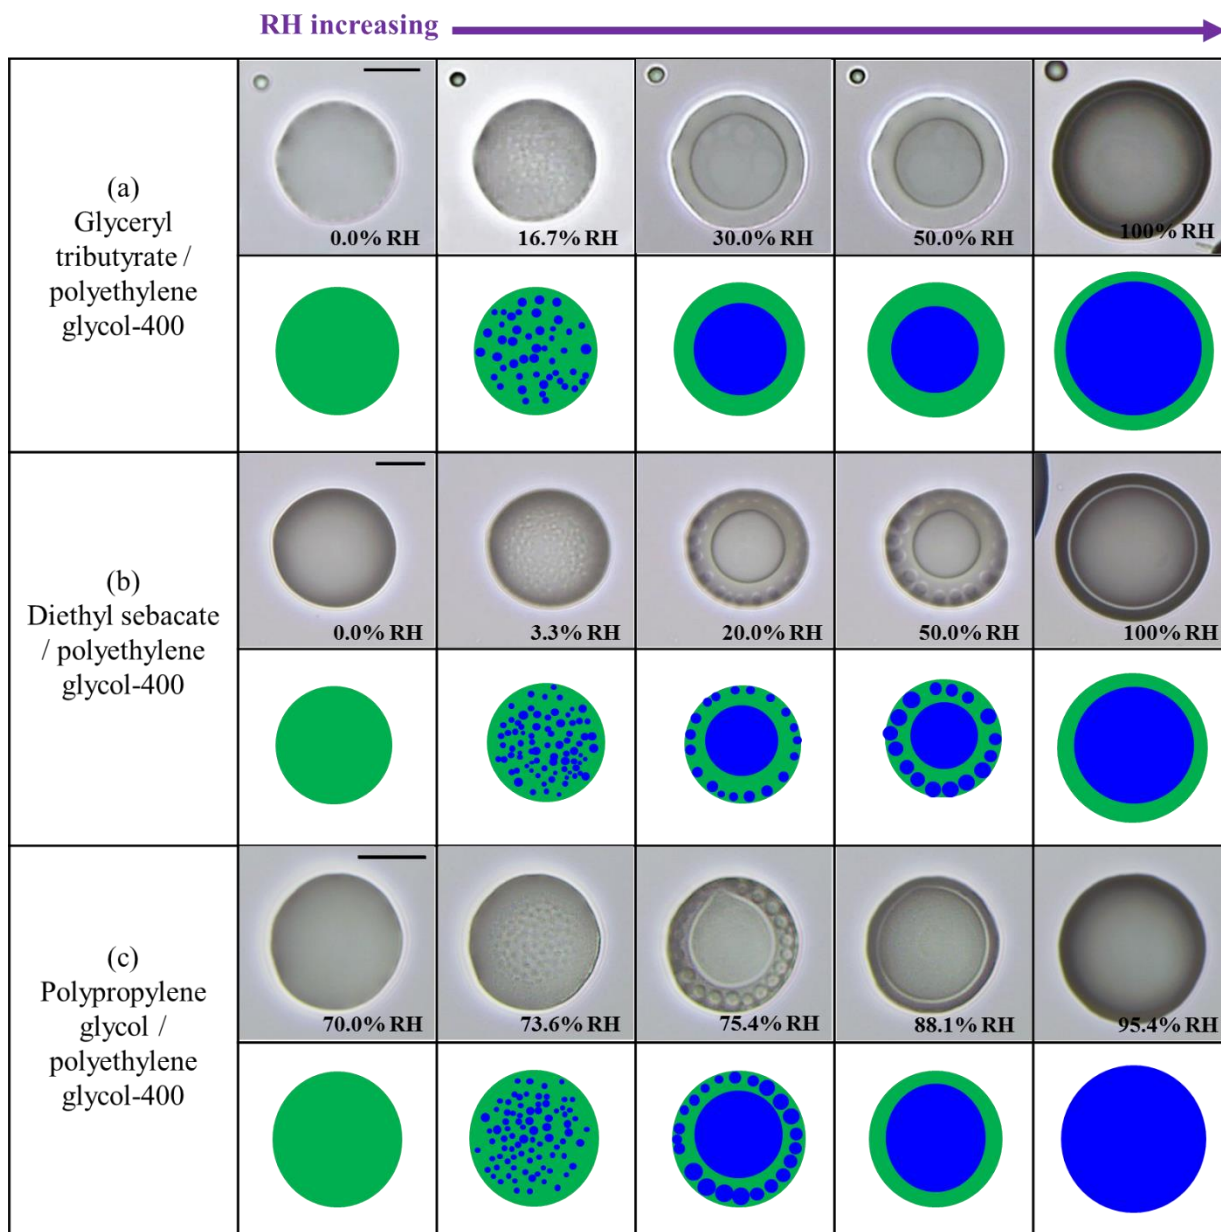 RH increasing
(a)
Glyceryl
tributyrate /
polyethylene
glycol-400
0.0% RH
16.7% RH
30.0% RH
50.0% RH
100% RH
(b)
Diethyl sebacate
/ polyethylene
glycol-400
0.0% RH
3.3% RH
20.0% RH
50.0% RH
100% RH
(c)
Polypropylene
glycol /
polyethylene
glycol-400
70.0% RH
73.6% RH
75.4% RH
88.1% RH
95.4% RH